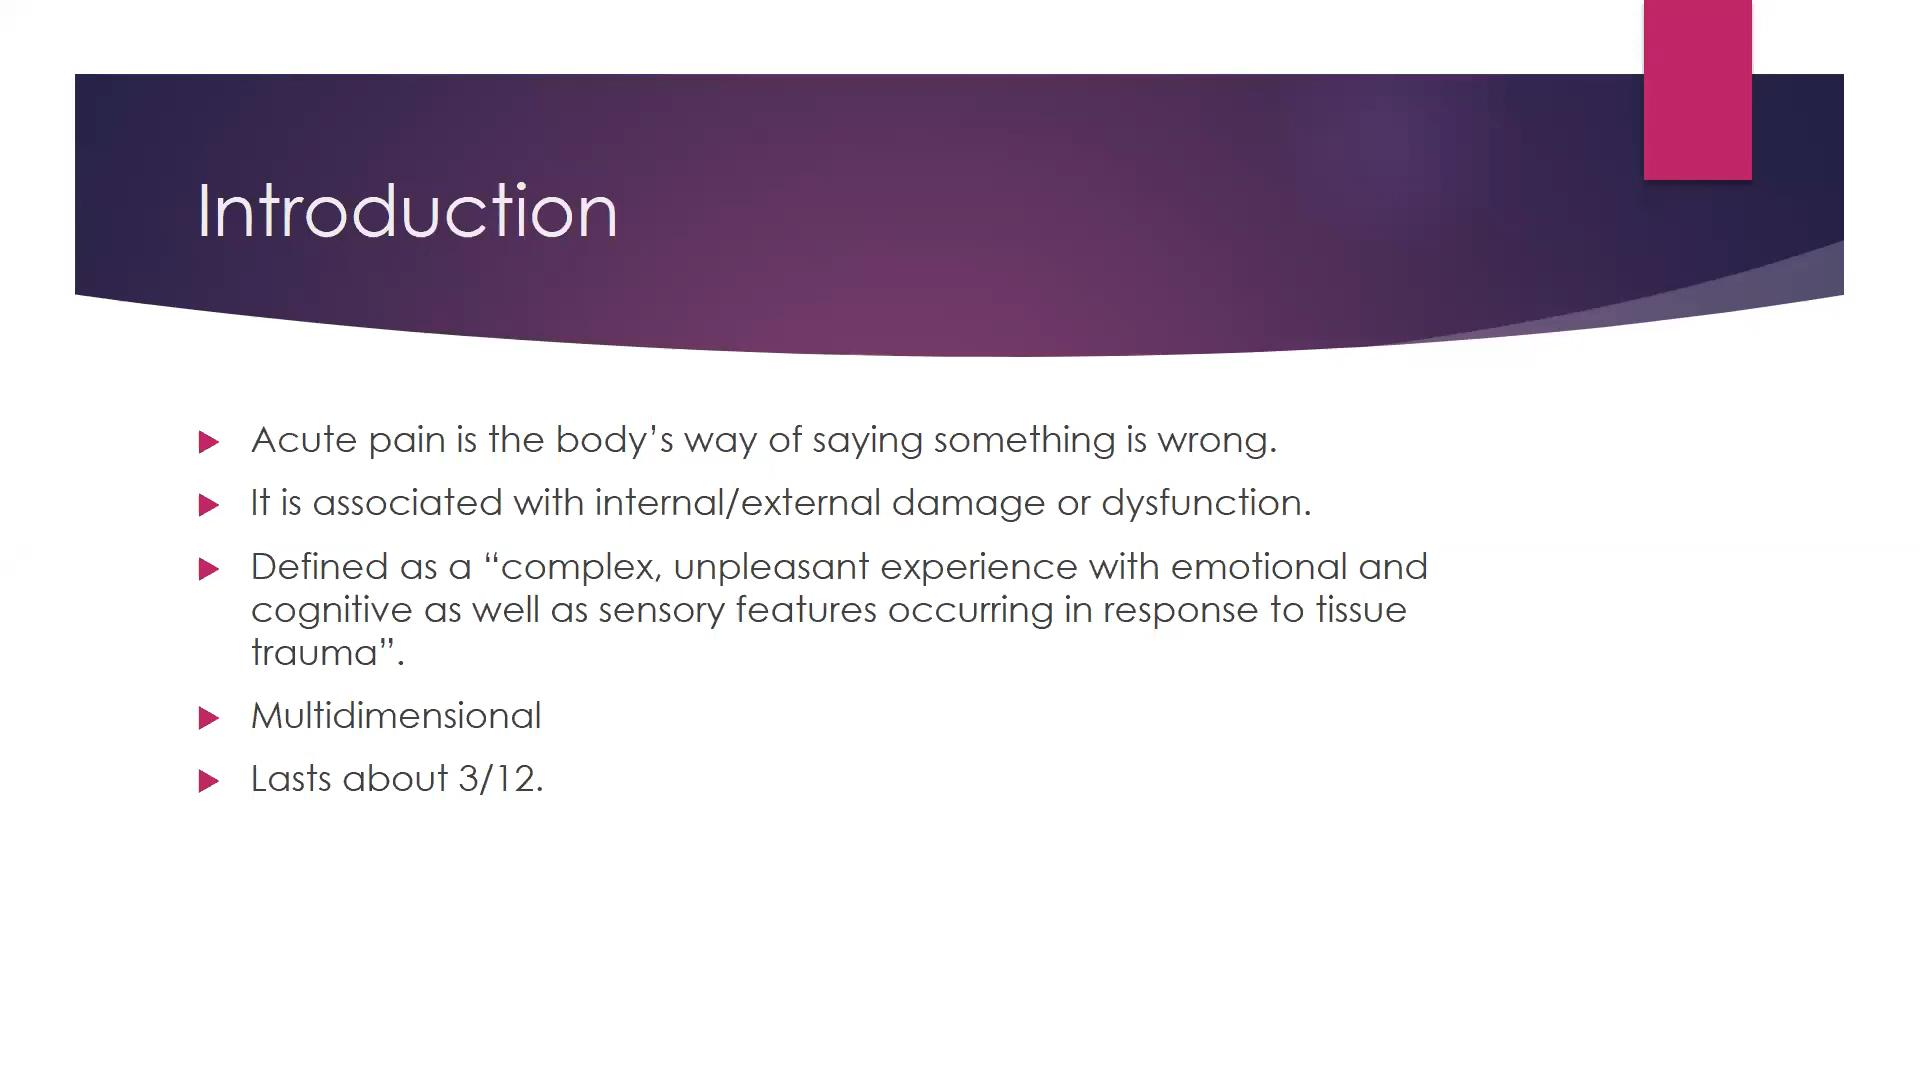 Introduction
Acute pain is the body’s way of saying something is wrong.
It is associated with internal/external damage or dysfunction.
Defined as a “complex, unpleasant experience with emotional and
cognitive as well as sensory features occurring in response to tissue
trauma”.
Multidimensional
Lasts about 3/12.